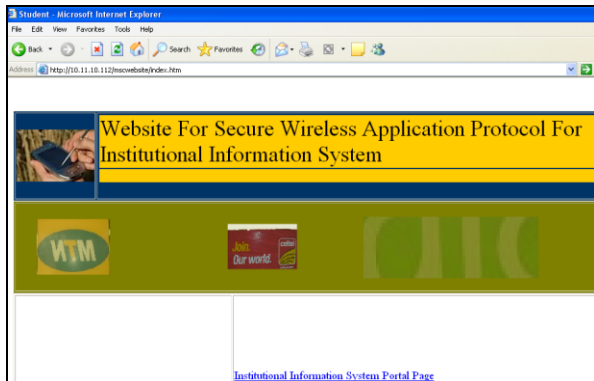 Student - Microsoft Internet Explorer
File Edit View Favorites Tools Help
Back Search Favorites
Address http://10.11.10.112/mscwebsite/index.htm
Website For Secure Wireless Application Protocol For
Institutional Information System
Join.
Our world.
Institutional Information System Portal Page